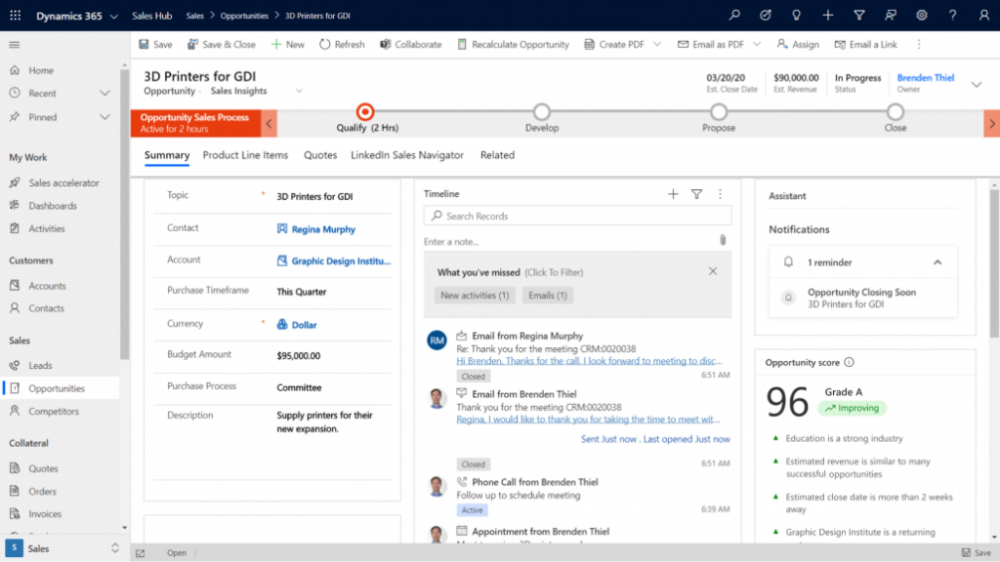 Dynamics 365
Sales Hub
Sales > Opportunities > 3D Printers for GDI
Save
Save & Close
New
Refresh
Collaborate
Recalculate Opportunity
Create PDF
Email as PDF
Assign
Email a Link
Home
Recent
Pinned
My Work
Sales accelerator
Dashboards
Activities
Customers
Accounts
Contacts
Sales
Leads
Opportunities
Competitors
Collateral
Quotes
Orders
Invoices
S Sales
3D Printers for GDI
Opportunity · Sales Insights
03/20/20
Est. Close Date
$90,000.00
Est. Revenue
In Progress
Status
Brenden Thiel
Owner
Opportunity Sales Process
Active for 2 hours
Qualify (2 Hrs)
Develop
Propose
Close
Summary
Product Line Items
Quotes
LinkedIn Sales Navigator
Related
Topic * 3D Printers for GDI
Contact Regina Murphy
Account Graphic Design Institu...
Purchase Timeframe This Quarter
Currency * Dollar
Budget Amount $95,000.00
Purchase Process Committee
Description Supply printers for their
new expansion.
Timeline
Search Records
Enter a note...
What you've missed (Click To Filter)
New activities (1)
Emails (1)
RM
Email from Regina Murphy
Re: Thank you for the meeting CRM:0020038
Hi Brenden, Thanks for the call. I look forward to meeting to disc...
Closed 6:51 AM
Email from Brenden Thiel
Thank you for the meeting CRM:0020038
Regina, I would like to thank you for taking the time to meet wit...
Sent Just now . Last opened Just now
Closed 6:51 AM
Phone Call from Brenden Thiel
Follow up to schedule meeting
Active 6:39 AM
Appointment from Brenden Thiel
Assistant
Notifications
1 reminder
Opportunity Closing Soon
3D Printers for GDI
Opportunity score
96
Grade A
Improving
Education is a strong industry
Estimated revenue is similar to many
successful opportunities
Estimated close date is more than 2 weeks
away
Graphic Design Institute is a returning
Open
Save